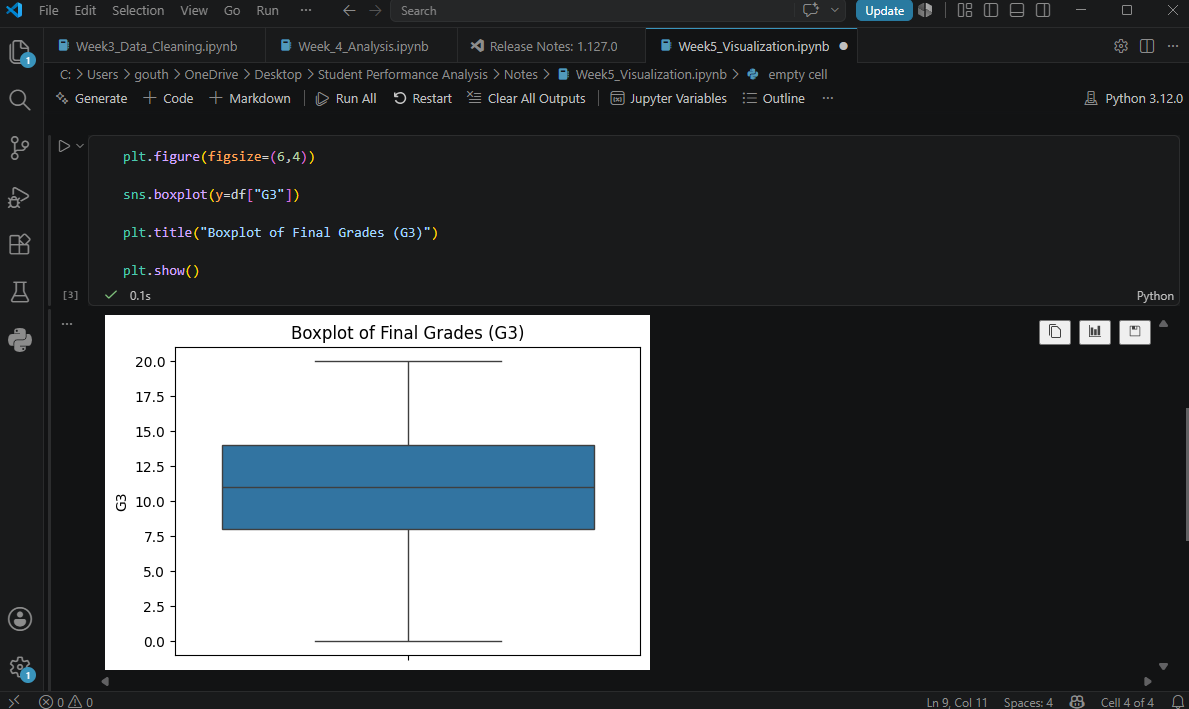 File Edit Selection View Go Run ··· Search Update
Week3_Data_Cleaning.ipynb Week_4_Analysis.ipynb Release Notes: 1.127.0 Week5_Visualization.ipynb
C: > Users > gouth > OneDrive > Desktop > Student Performance Analysis > Notes > Week5_Visualization.ipynb > empty cell
Generate + Code + Markdown Run All Restart Clear All Outputs Jupyter Variables Outline ··· Python 3.12.0
1
plt.figure(figsize=(6,4))
sns.boxplot(y=df["G3"])
plt.title("Boxplot of Final Grades (G3)")
plt.show()
[3] 0.1s Python
Boxplot of Final Grades (G3)
20.0
17.5
15.0
12.5
10.0
7.5
5.0
2.5
0.0
G3
1
0 0 Ln 9, Col 11 Spaces: 4 Cell 4 of 4